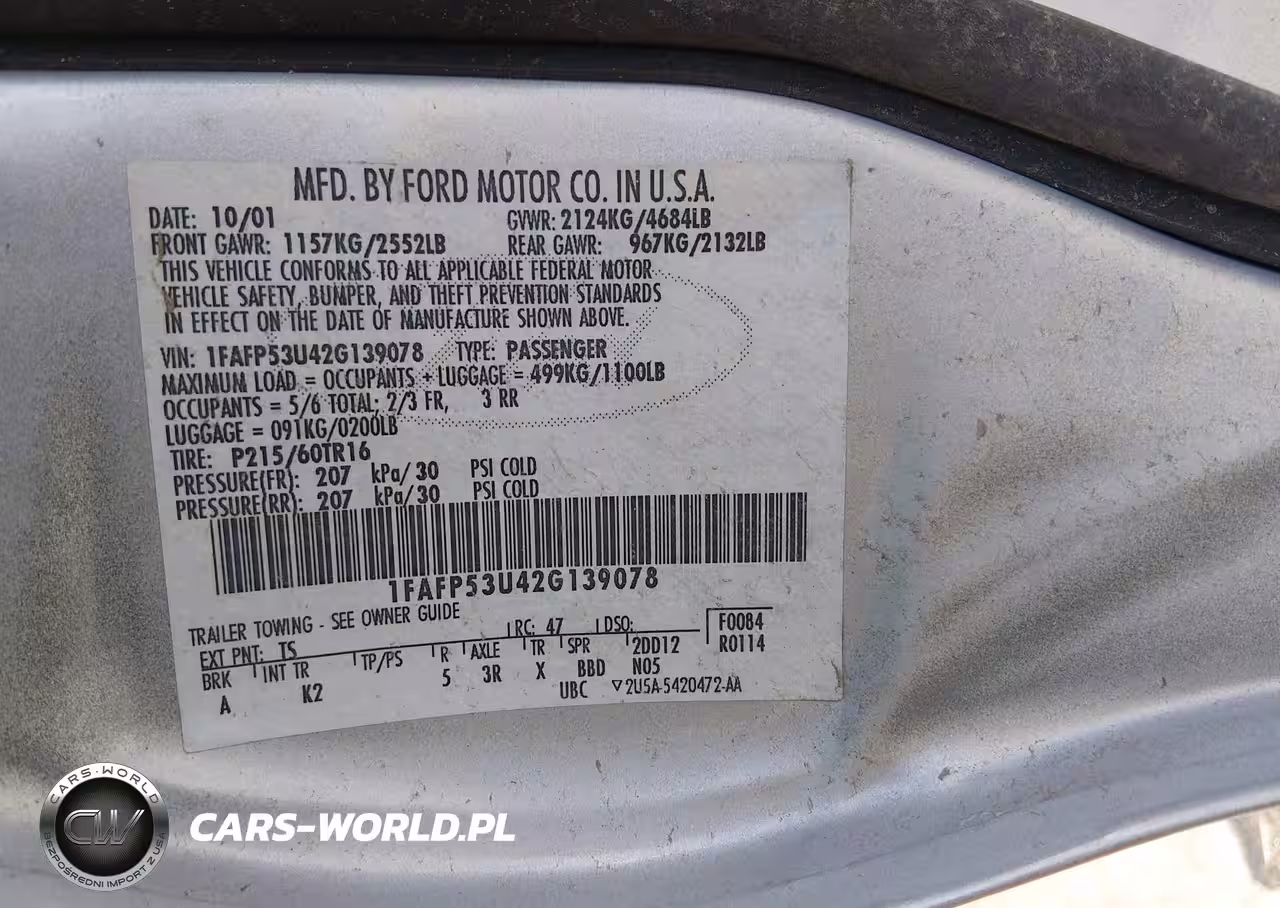 MFD. BY FORD MOTOR CO. IN U.S.A.
DATE: 10/01 GVWR: 2124KG/4684LB
FRONT GAWR: 1157KG/2552LB REAR GAWR: 967KG/2132LB
THIS VEHICLE CONFORMS TO ALL APPLICABLE FEDERAL MOTOR
VEHICLE SAFETY, BUMPER, AND THEFT PREVENTION STANDARDS
IN EFFECT ON THE DATE OF MANUFACTURE SHOWN ABOVE.
VIN: 1FAFP53U42G139078 TYPE: PASSENGER
MAXIMUM LOAD = OCCUPANTS + LUGGAGE = 499KG/1100LB
OCCUPANTS = 5/6 TOTAL; 2/3 FR, 3 RR
LUGGAGE = 091KG/0200LB
TIRE: P215/60TR16
PRESSURE(FR): 207 kPa/ 30 PSI COLD
PRESSURE(RR): 207 kPa/30 PSI COLD
1FAFP53U42G139078
TRAILER TOWING - SEE OWNER GUIDE
EXT PNT: TS RC: 47 DSO: F0084
BRK INT TR TP/PS R AXLE TR SPR 2DD12 R0114
A K2 5 3R X BBD N05
UBC ▽2U5A-5420472-AA
CARS-WORLD
CW
BEZPOŚREDNI IMPORT Z USA
CARS-WORLD.PL